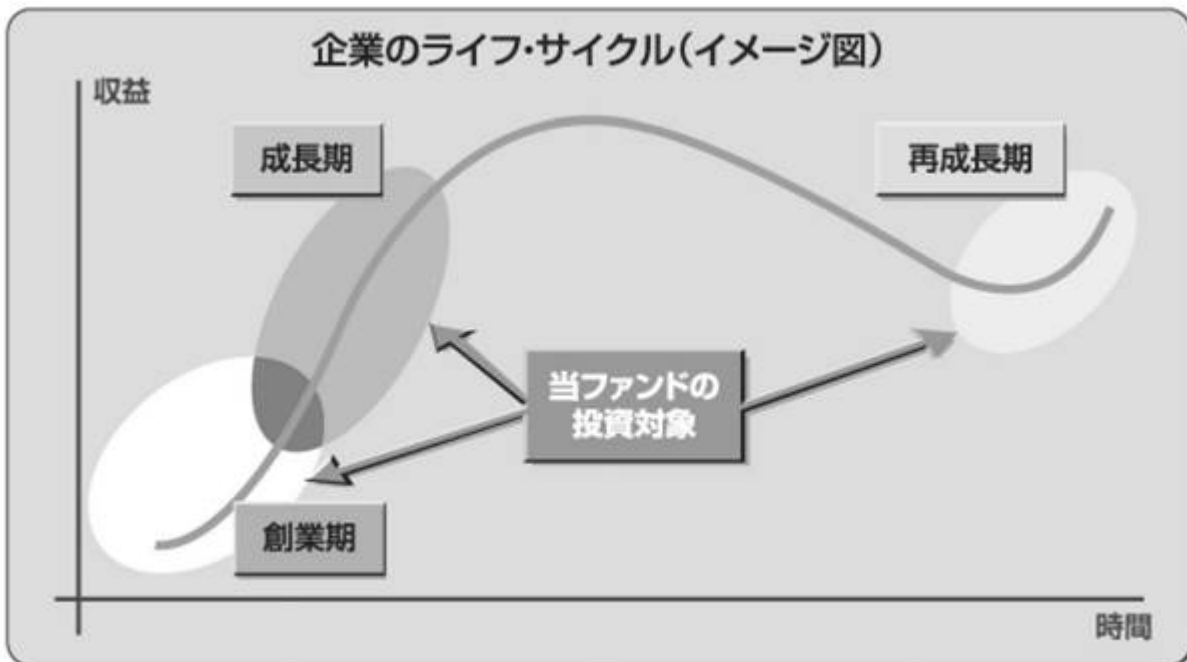 企業のライフ・サイクル(イメージ図)
収益
成長期
再成長期
当ファンドの
投資対象
創業期
時間